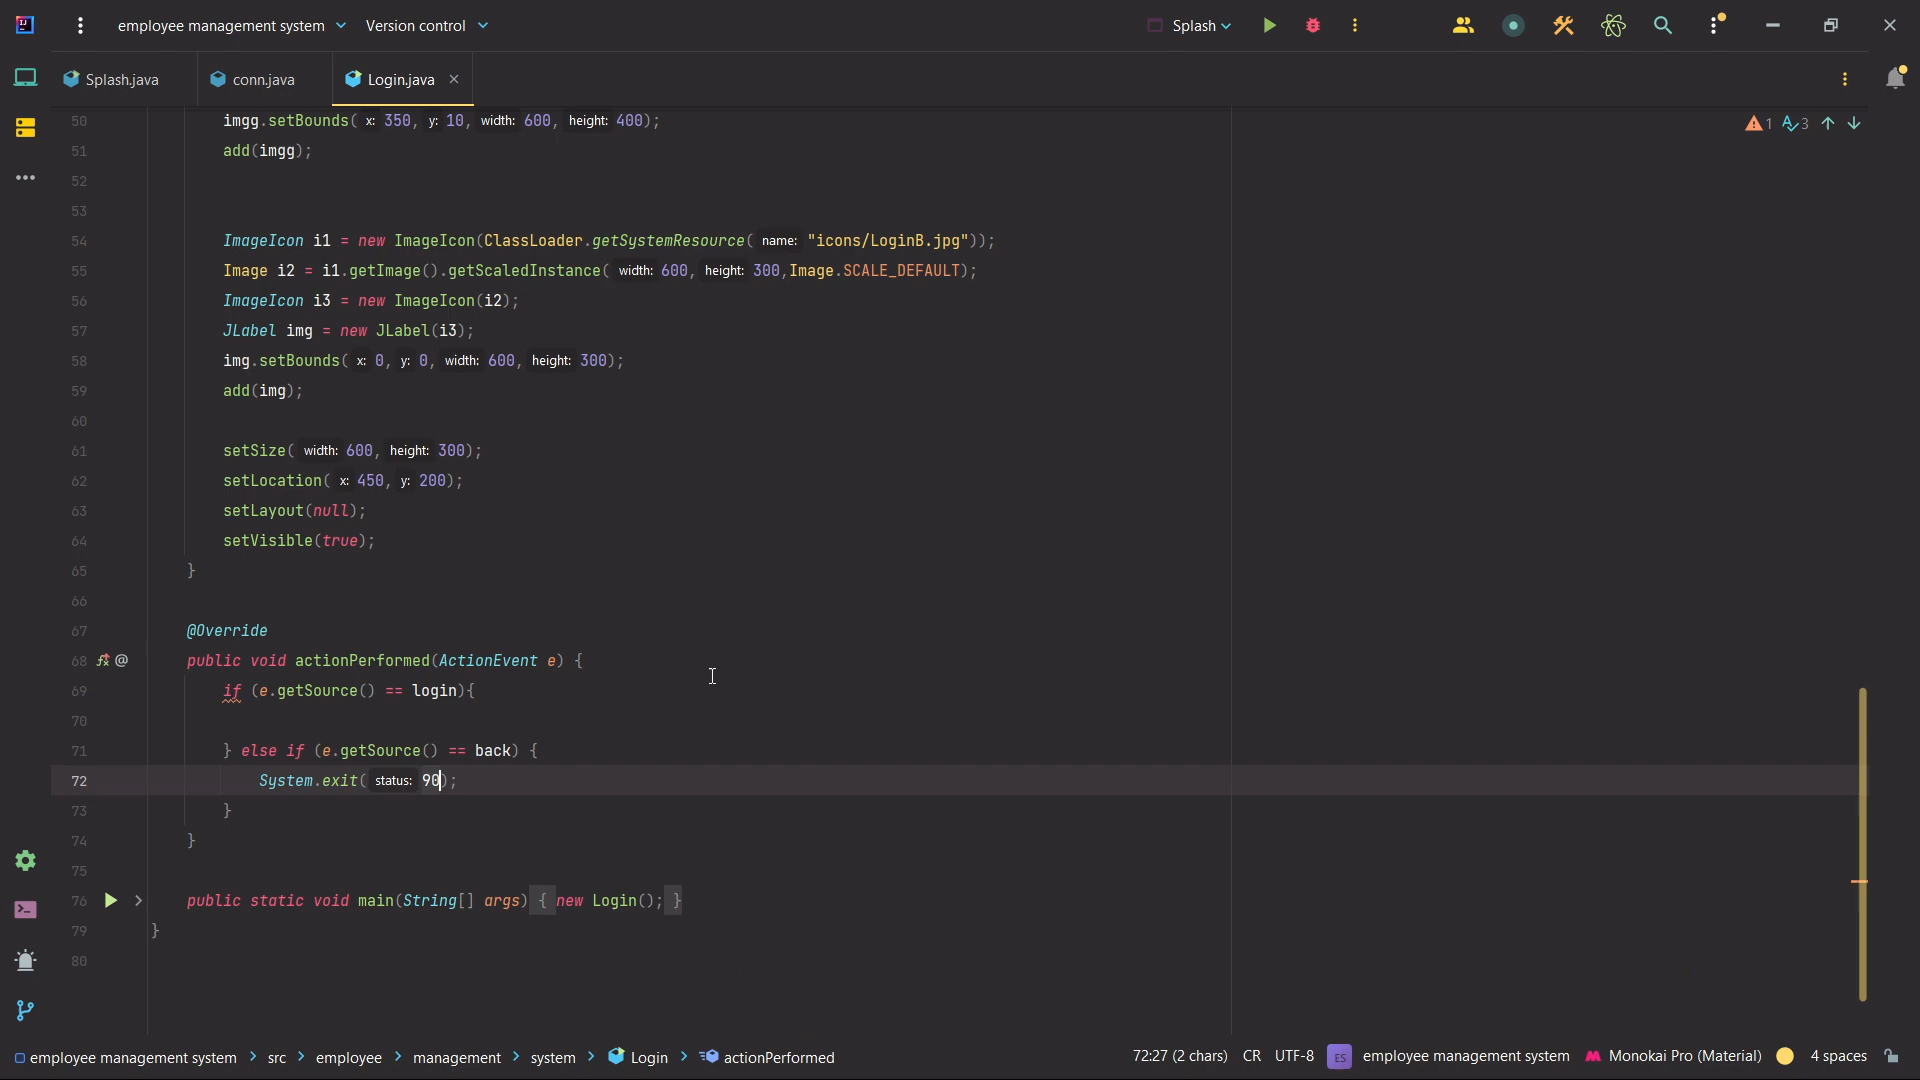 employee management system Version control Splash
Splash.java conn.java Login.java
50 imgg.setBounds( x: 350, y: 10, width: 600, height: 400);
51 add(imgg);
52
53
54 ImageIcon i1 = new ImageIcon(ClassLoader.getSystemResource( name: "icons/LoginB.jpg"));
55 Image i2 = i1.getImage().getScaledInstance( width: 600, height: 300,Image.SCALE_DEFAULT);
56 ImageIcon i3 = new ImageIcon(i2);
57 JLabel img = new JLabel(i3);
58 img.setBounds( x: 0, y: 0, width: 600, height: 300);
59 add(img);
60
61 setSize( width: 600, height: 300);
62 setLocation( x: 450, y: 200);
63 setLayout(null);
64 setVisible(true);
65 }
66
67 @Override
68 public void actionPerformed(ActionEvent e) {
69 if (e.getSource() == login){
70
71 } else if (e.getSource() == back) {
72 System.exit( status: 90);
73 }
74 }
75
76 public static void main(String[] args) { new Login(); }
79 }
80
1 3
employee management system > src > employee > management > system > Login > actionPerformed 72:27 (2 chars) CR UTF-8 ES employee management system Monokai Pro (Material) 4 spaces